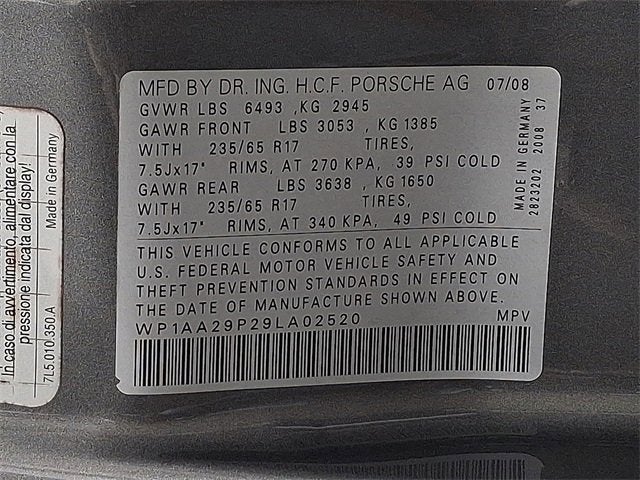 MFD BY DR. ING. H.C.F. PORSCHE AG 07/08
GVWR LBS 6493 ,KG 2945
GAWR FRONT LBS 3053 , KG 1385
WITH 235/65 R17 TIRES,
7.5Jx17" RIMS, AT 270 KPA, 39 PSI COLD
GAWR REAR LBS 3638 , KG 1650
WITH 235/65 R17 TIRES,
7.5Jx17" RIMS, AT 340 KPA, 49 PSI COLD
THIS VEHICLE CONFORMS TO ALL APPLICABLE
U.S. FEDERAL MOTOR VEHICLE SAFETY AND
THEFT PREVENTION STANDARDS IN EFFECT ON
THE DATE OF MANUFACTURE SHOWN ABOVE.
WP1AA29P29LA02520 MPV
MADE IN GERMANY
2823202 2008 37
"In caso di avvertimento, alimentare con la
pressione indicata dal display!
Made in Germany
7L5.010.350.A